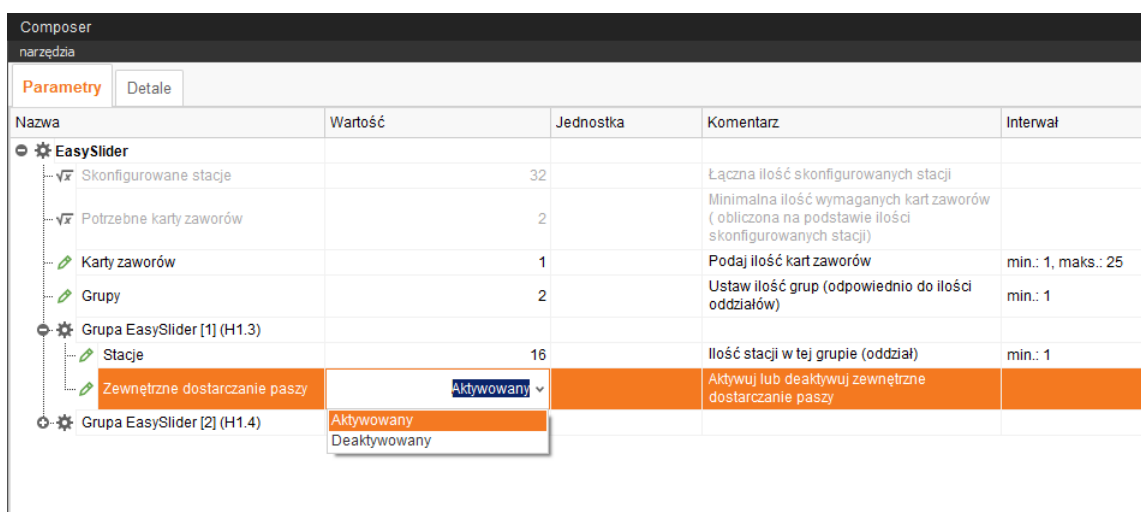 Composer
narzędzia
Parametry Detale
Nazwa Wartość Jednostka Komentarz Interwał
EasySlider
Skonfigurowane stacje 32 Łączna ilość skonfigurowanych stacji
Potrzebne karty zaworów 2 Minimalna ilość wymaganych kart zaworów
( obliczona na podstawie ilości
skonfigurowanych stacji)
Karty zaworów 1 Podaj ilość kart zaworów min.: 1, maks.: 25
Grupy 2 Ustaw ilość grup (odpowiednio do ilości
oddziałów) min.: 1
Grupa EasySlider [1] (H1.3)
Stacje 16 Ilość stacji w tej grupie (oddział) min.: 1
Zewnętrzne dostarczanie paszy Aktywowany Aktywuj lub deaktywuj zewnętrzne
dostarczanie paszy
Grupa EasySlider [2] (H1.4) Aktywowany
Deaktywowany